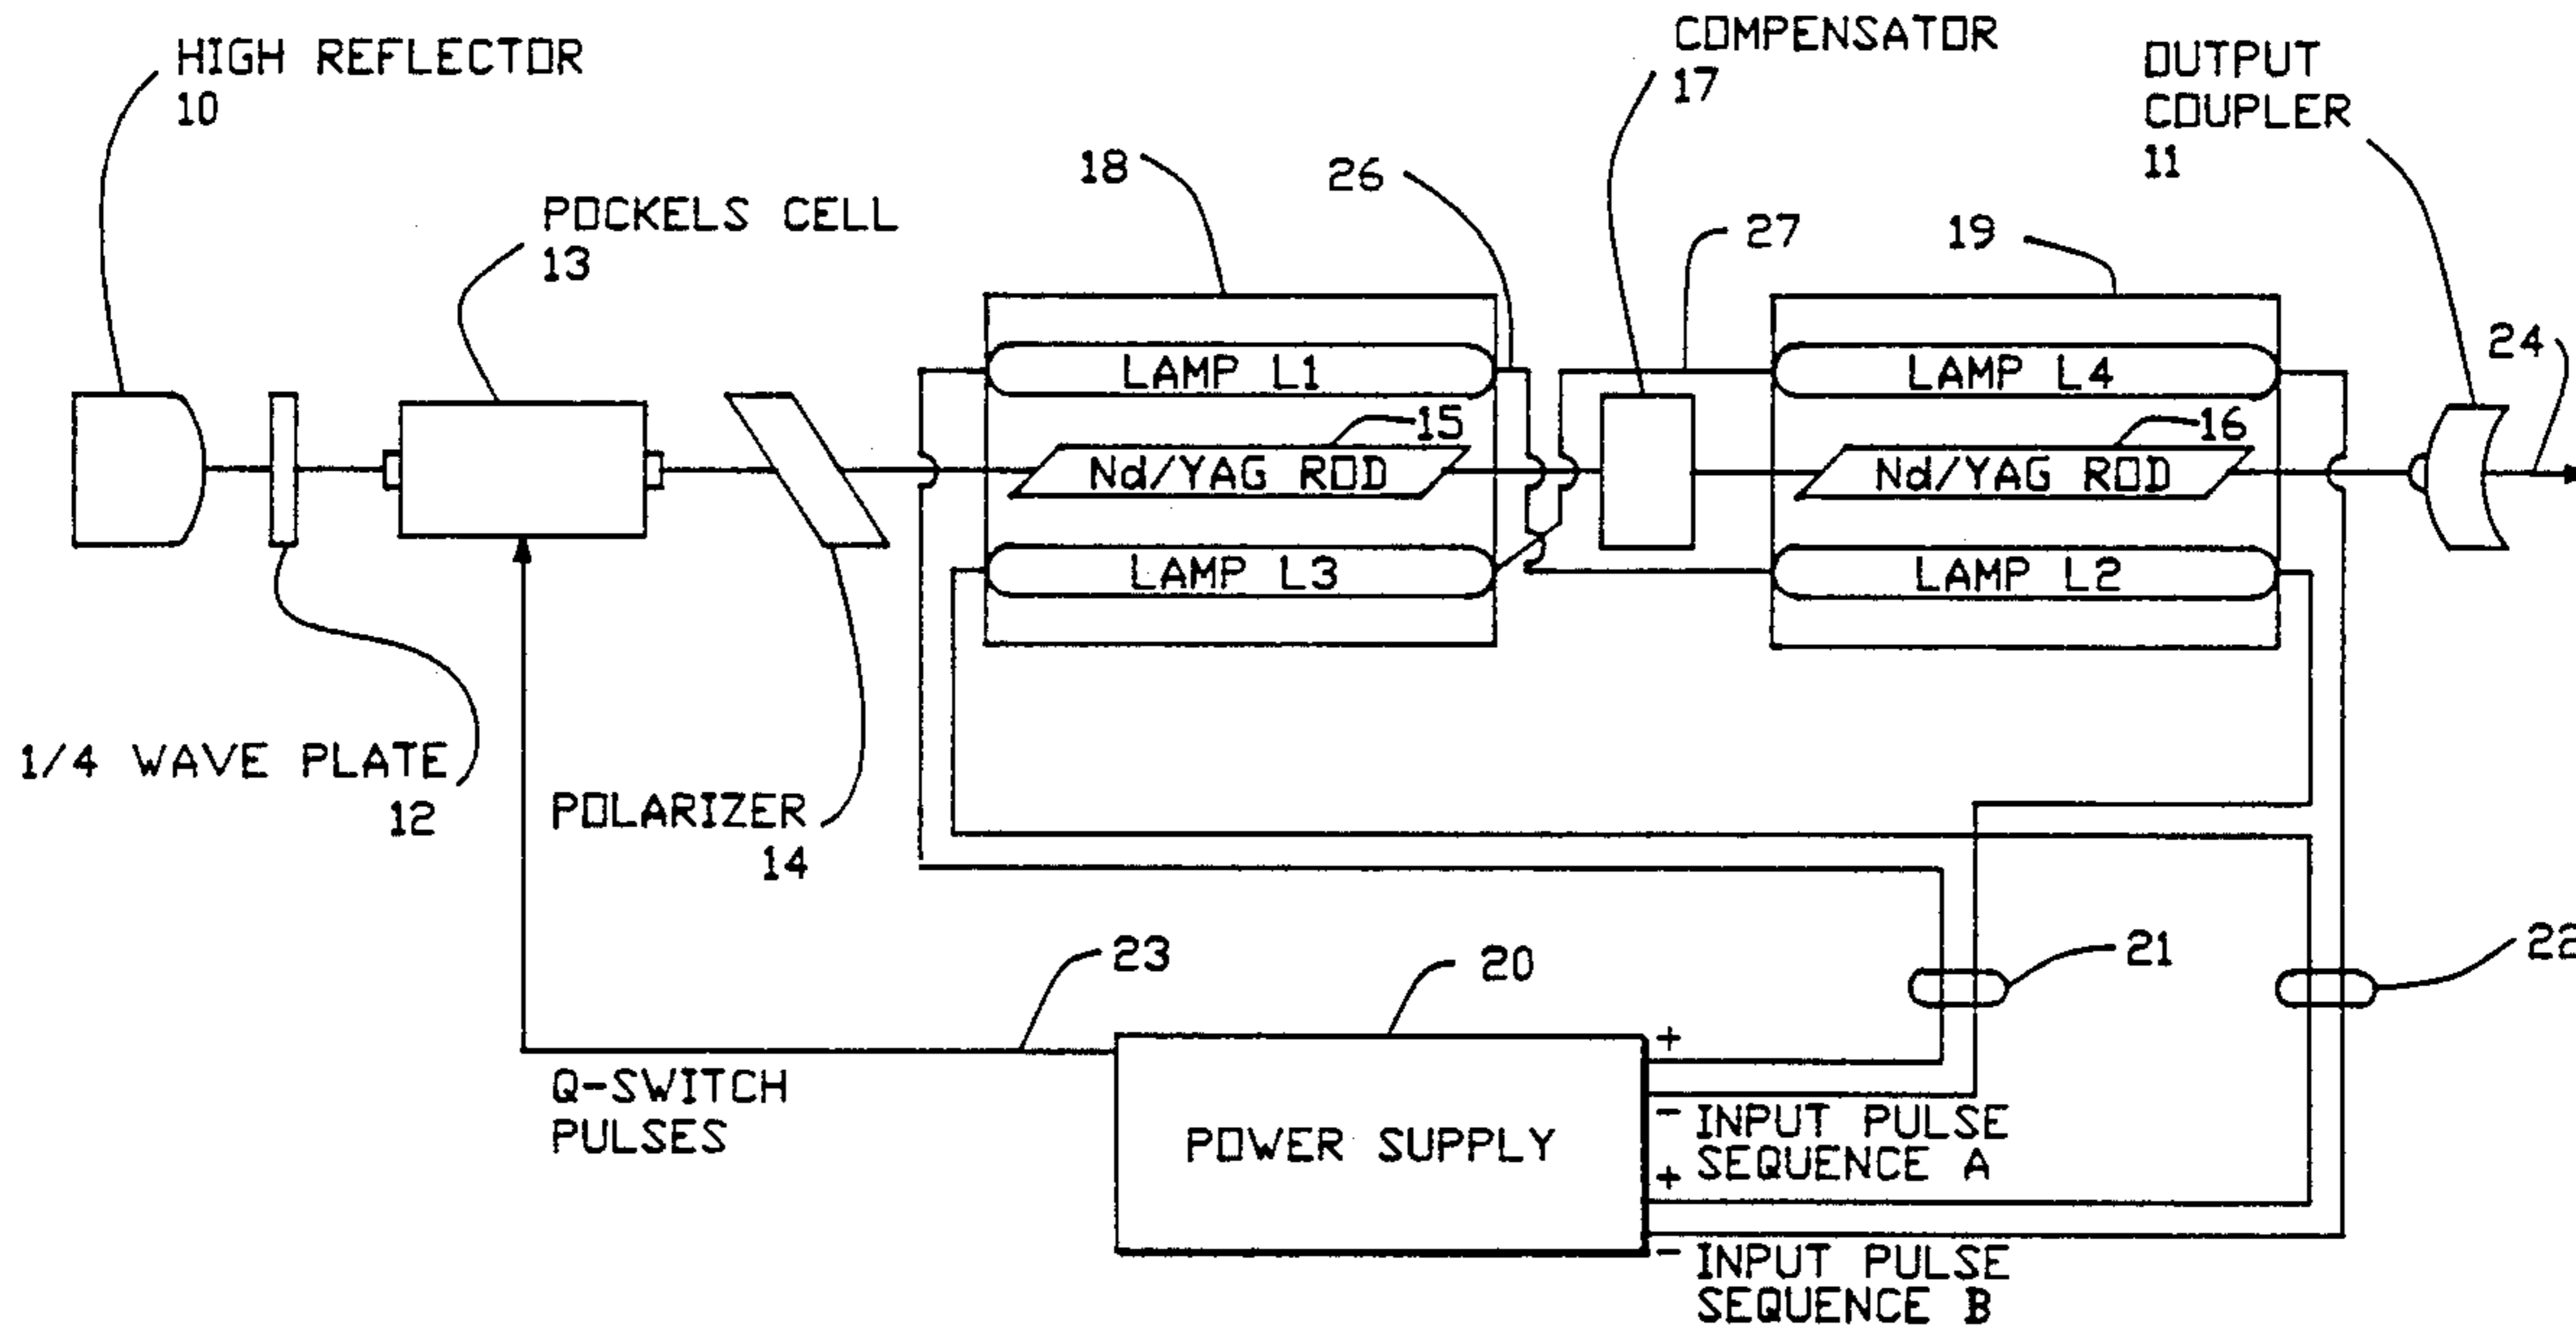 HIGH REFLECTOR
10
COMPENSATOR
17
OUTPUT
COUPLER
11
18
26
POCKELS CELL
13
27
19
24
LAMP L1
LAMP L4
15
16
Nd/YAG ROD
Nd/YAG ROD
LAMP L3
LAMP L2
1/4 WAVE PLATE
12
POLARIZER
14
23
20
21
22
Q-SWITCH
PULSES
POWER SUPPLY
+
- INPUT PULSE
SEQUENCE A
+
- INPUT PULSE
SEQUENCE B